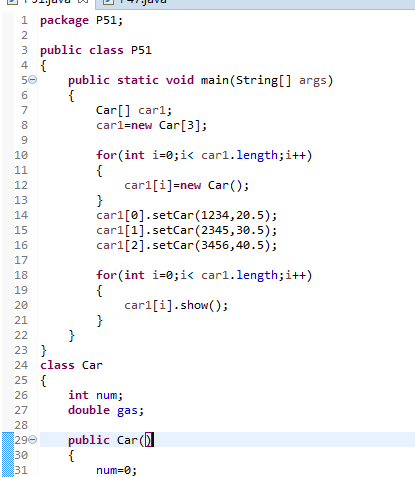 P51.java P47.java
1 package P51;
2
3 public class P51
4 {
5 public static void main(String[] args)
6 {
7 Car[] car1;
8 car1=new Car[3];
9
10 for(int i=0;i< car1.length;i++)
11 {
12 car1[i]=new Car();
13 }
14 car1[0].setCar(1234,20.5);
15 car1[1].setCar(2345,30.5);
16 car1[2].setCar(3456,40.5);
17
18 for(int i=0;i< car1.length;i++)
19 {
20 car1[i].show();
21 }
22 }
23 }
24 class Car
25 {
26 int num;
27 double gas;
28
29 public Car()
30 {
31 num=0;